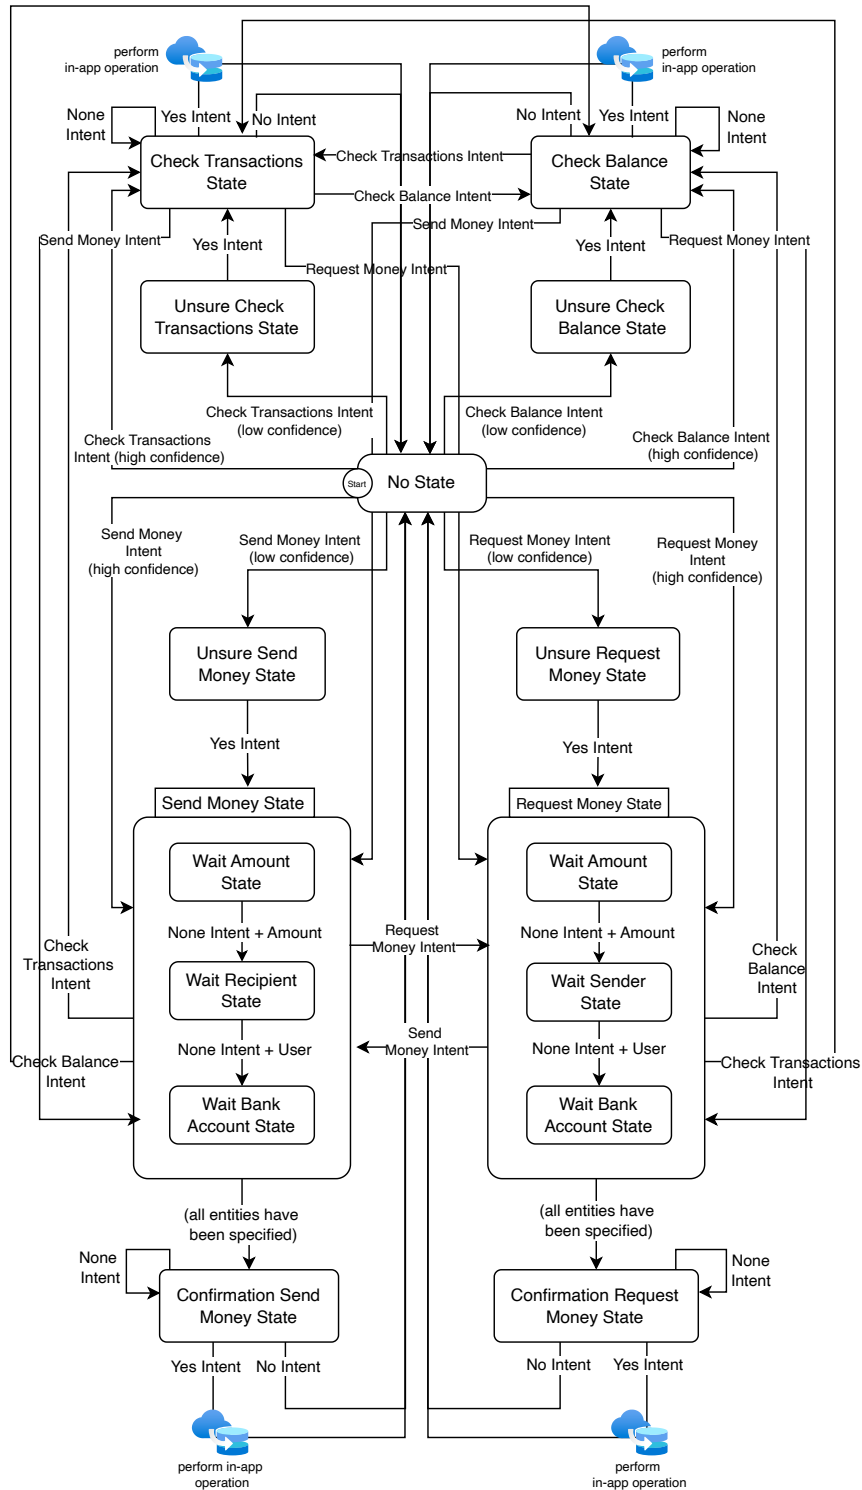 perform
in-app operation
perform
in-app operation
None
Intent
Yes Intent
No Intent
No Intent
Yes Intent
None
Intent
Check Transactions
State
Check Transactions Intent
Check Balance
State
Check Balance Intent
Send Money Intent
Send Money Intent
Yes Intent
Request Money Intent
Yes Intent
Request Money Intent
Unsure Check
Transactions State
Unsure Check
Balance State
Check Transactions Intent
(low confidence)
Check Balance Intent
(low confidence)
Check Transactions
Intent (high confidence)
Check Balance Intent
(high confidence)
Start
No State
Send Money
Intent
(high confidence)
Send Money Intent
(low confidence)
Request Money Intent
(low confidence)
Request Money
Intent
(high confidence)
Unsure Send
Money State
Unsure Request
Money State
Yes Intent
Yes Intent
Send Money State
Request Money State
Wait Amount
State
Wait Amount
State
None Intent + Amount
Request
Money Intent
None Intent + Amount
Check
Transactions
Intent
Check
Balance
Intent
Wait Recipient
State
Wait Sender
State
None Intent + User
Send
Money Intent
None Intent + User
Check Balance
Intent
Check Transactions
Intent
Wait Bank
Account State
Wait Bank
Account State
(all entities have
been specified)
(all entities have
been specified)
None
Intent
None
Intent
Confirmation Send
Money State
Confirmation Request
Money State
Yes Intent
No Intent
No Intent
Yes Intent
perform in-app
operation
perform
in-app operation